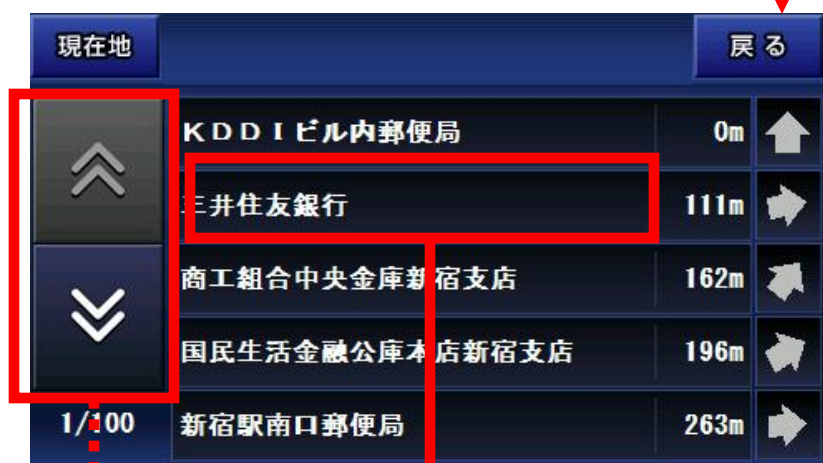 現在地
戻る
KDDIビル内郵便局 0m
三井住友銀行 111m
商工組合中央金庫新宿支店 162m
国民生活金融公庫本店新宿支店 196m
1/100 新宿駅南口郵便局 263m